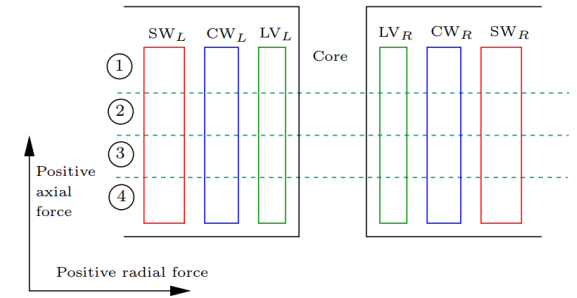 SW_L CW_L LV_L LV_R CW_R SW_R
Core
1
2
3
4
Positive
axial
force
Positive radial force